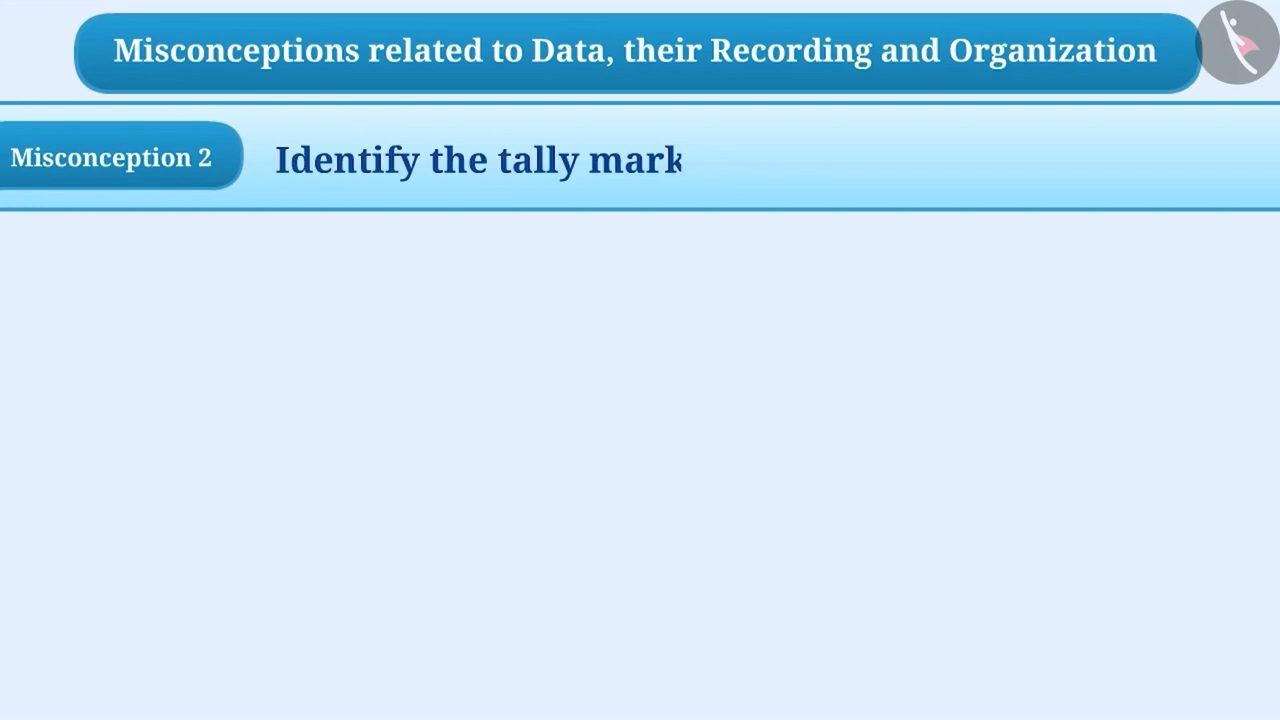 Misconceptions related to Data, their Recording and Organization
Misconception 2
Identify the tally mark